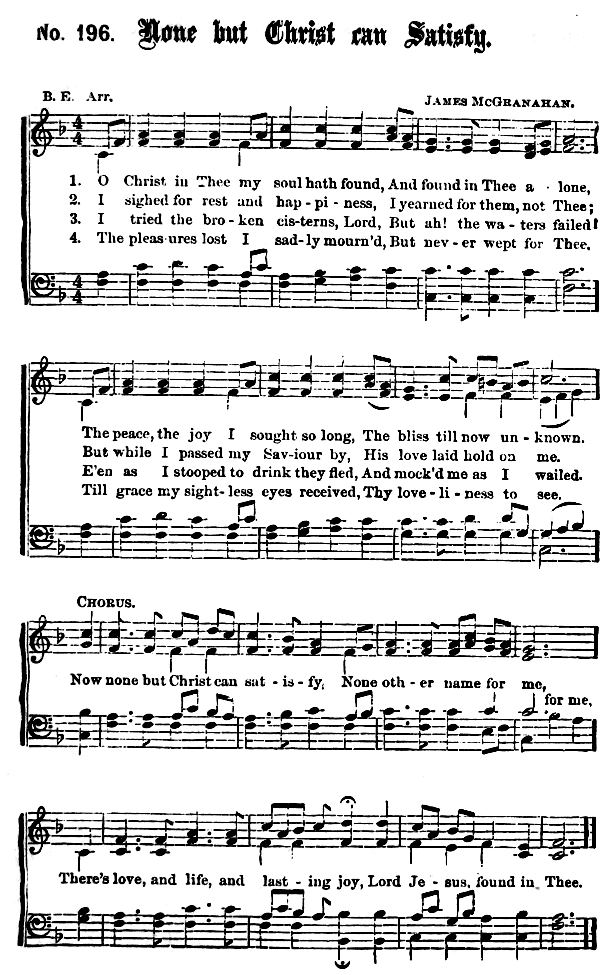 No. 196. None but Christ can Satisfy.
B. E. Arr. JAMES MCGRANAHAN.
1. O Christ in Thee my soul hath found, And found in Thee a - lone,
2. I sighed for rest and hap - pi - ness, I yearned for them, not Thee;
3. I tried the bro - ken cis-terns, Lord, But ah! the wa - ters failed!
4. The pleas-ures lost I sad-ly mourn'd, But nev - er wept for Thee,
The peace, the joy I sought so long, The bliss till now un - known.
But while I passed my Sav-iour by, His love laid hold on me.
E'en as I stooped to drink they fled, And mock'd me as I wailed.
Till grace my sight-less eyes received, Thy love - li - ness to see.
CHORUS.
Now none but Christ can sat - is - fy, None oth - er name for me,
for me,
There's love, and life, and last - ing joy, Lord Je - sus, found in Thee.